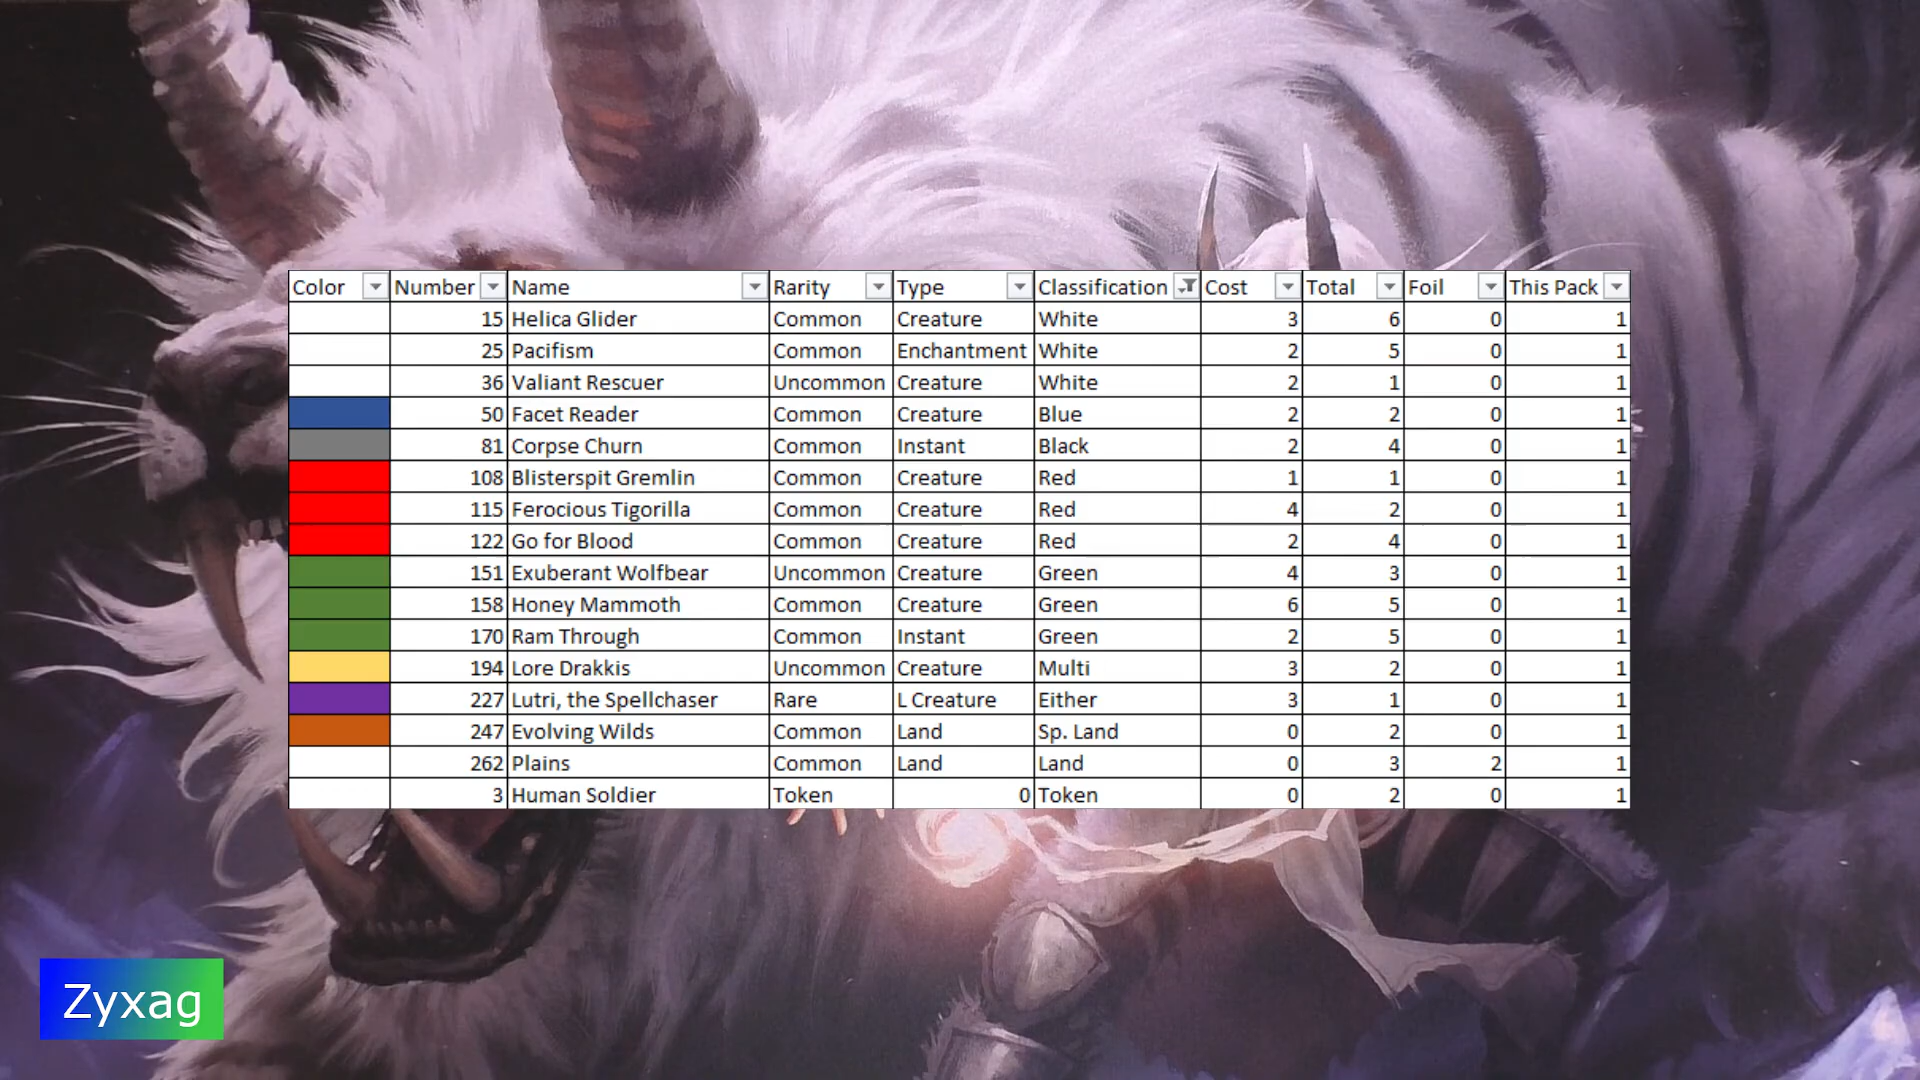 Color Number Name Rarity Type Classification Cost Total Foil This Pack
15 Helica Glider Common Creature White 3 6 0 1
25 Pacifism Common Enchantment White 2 5 0 1
36 Valiant Rescuer Uncommon Creature White 2 1 0 1
50 Facet Reader Common Creature Blue 2 2 0 1
81 Corpse Churn Common Instant Black 2 4 0 1
108 Blisterspit Gremlin Common Creature Red 1 1 0 1
115 Ferocious Tigorilla Common Creature Red 4 2 0 1
122 Go for Blood Common Creature Red 2 4 0 1
151 Exuberant Wolfbear Uncommon Creature Green 4 3 0 1
158 Honey Mammoth Common Creature Green 6 5 0 1
170 Ram Through Common Instant Green 2 5 0 1
194 Lore Drakkis Uncommon Creature Multi 3 2 0 1
227 Lutri, the Spellchaser Rare L Creature Either 3 1 0 1
247 Evolving Wilds Common Land Sp. Land 0 2 0 1
262 Plains Common Land Land 0 3 2 1
3 Human Soldier Token 0 Token 0 2 0 1
Zyxag